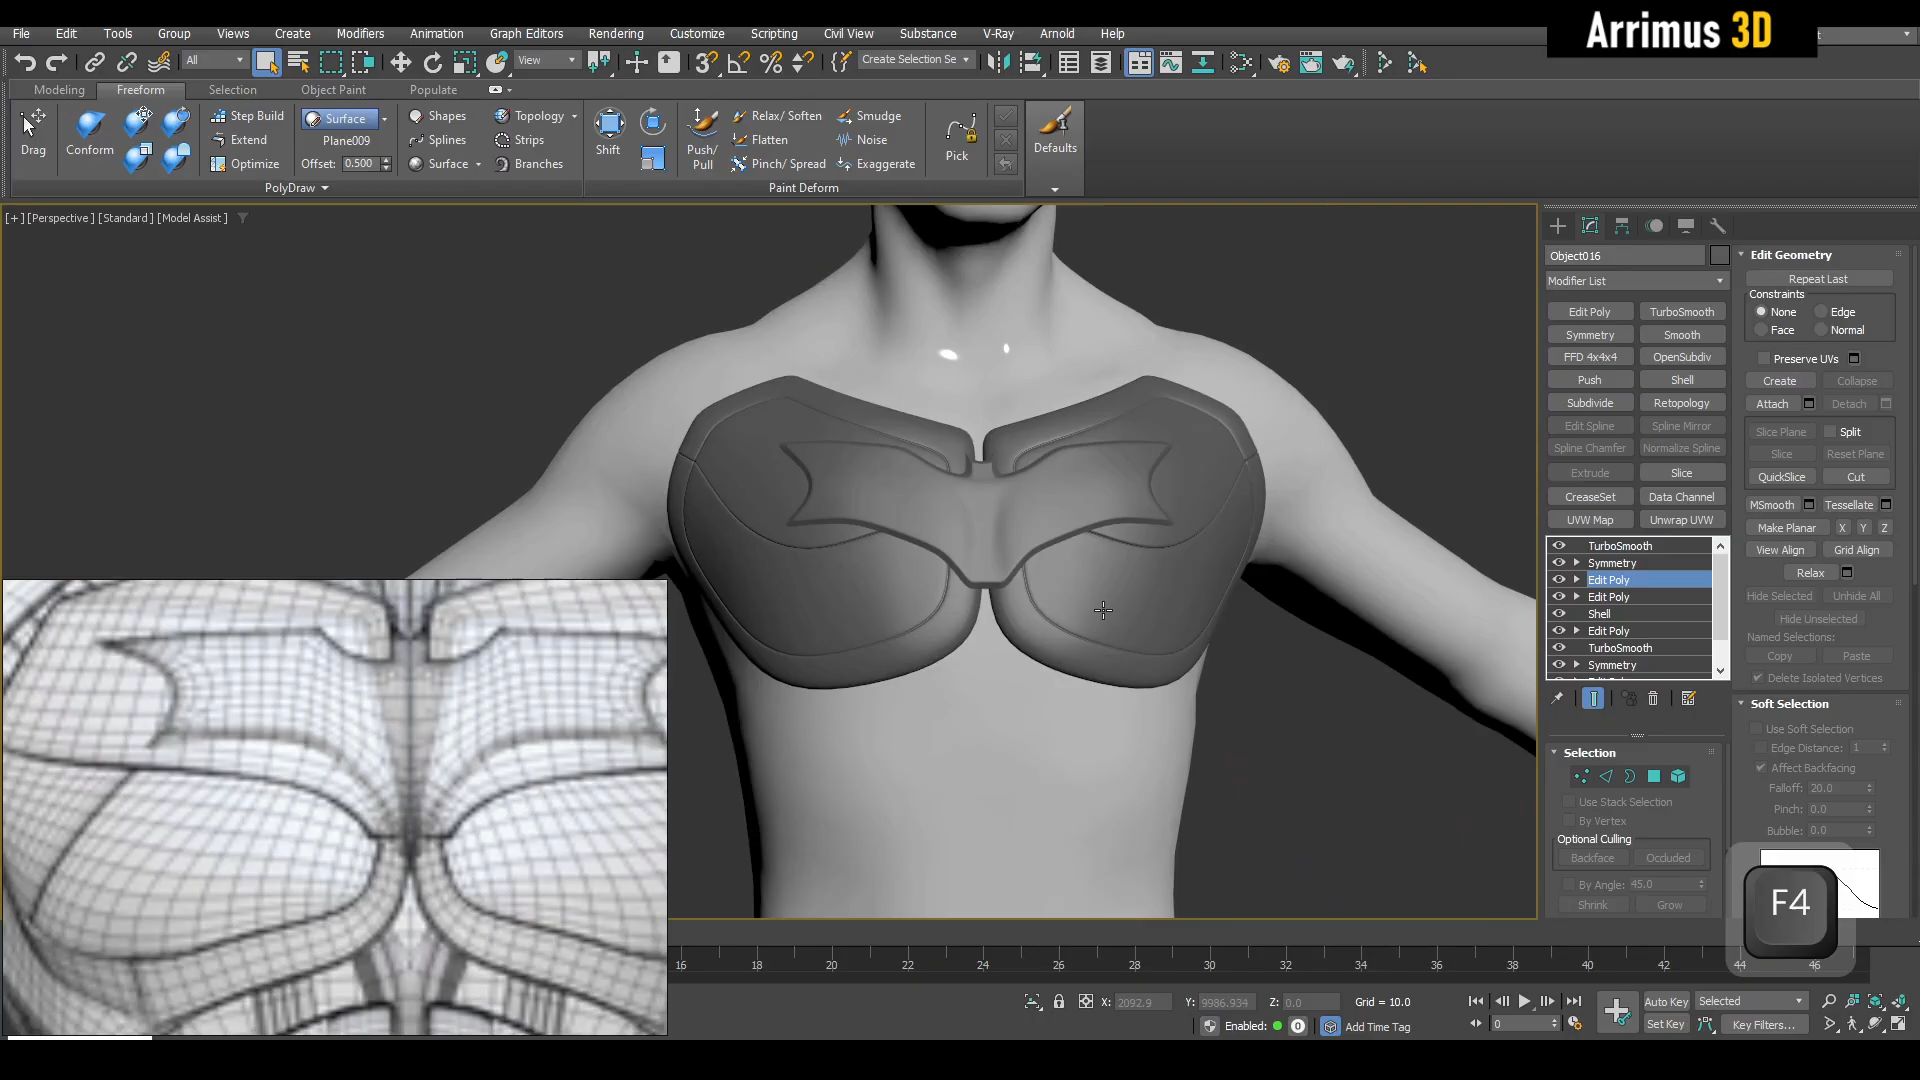 Arrimus 3D
File Edit Tools Group Views Create Modifiers Animation Graph Editors Rendering Customize Scripting Civil View Substance V-Ray Arnold Help
All View Create Selection Se
Modeling Freeform Selection Object Paint Populate
Step Build Surface Shapes Topology Relax/ Soften Smudge
Extend Plane009 Splines Strips Flatten Noise
Drag Conform Shift Push/ Pull Pick Defaults
Optimize Offset: 0.500 Surface Branches Pinch/ Spread Exaggerate
PolyDraw Paint Deform
[+] [Perspective ] [Standard ] [Model Assist ]
Object016
Modifier List
Edit Poly TurboSmooth
Symmetry Smooth
FFD 4x4x4 OpenSubdiv
Push Shell
Subdivide Retopology
Edit Spline Spline Mirror
Spline Chamfer Normalize Spline
Extrude Slice
CreaseSet Data Channel
UVW Map Unwrap UVW
TurboSmooth
Symmetry
Edit Poly
Edit Poly
Shell
Edit Poly
TurboSmooth
Symmetry
Selection
Use Stack Selection
By Vertex
Optional Culling
Backface Occluded
By Angle: 45.0
Shrink Grow
Edit Geometry
Repeat Last
Constraints
None Edge
Face Normal
Preserve UVs
Create Collapse
Attach Detach
Slice Plane Split
Slice Reset Plane
QuickSlice Cut
MSmooth Tessellate
Make Planar X Y Z
View Align Grid Align
Relax
Hide Selected Unhide All
Hide Unselected
Named Selections:
Copy Paste
Delete Isolated Vertices
Soft Selection
Use Soft Selection
Edge Distance: 1
Affect Backfacing
Falloff: 20.0
Pinch: 0.0
Bubble: 0.0
F4
16 18 20 22 24 26 28 30 32 34 36 38 40 42 44 46
X: 2092.9 Y: 9986.934 Z: 0.0 Grid = 10.0 Auto Key Selected
Enabled: 0 Add Time Tag 0 Set Key Key Filters...